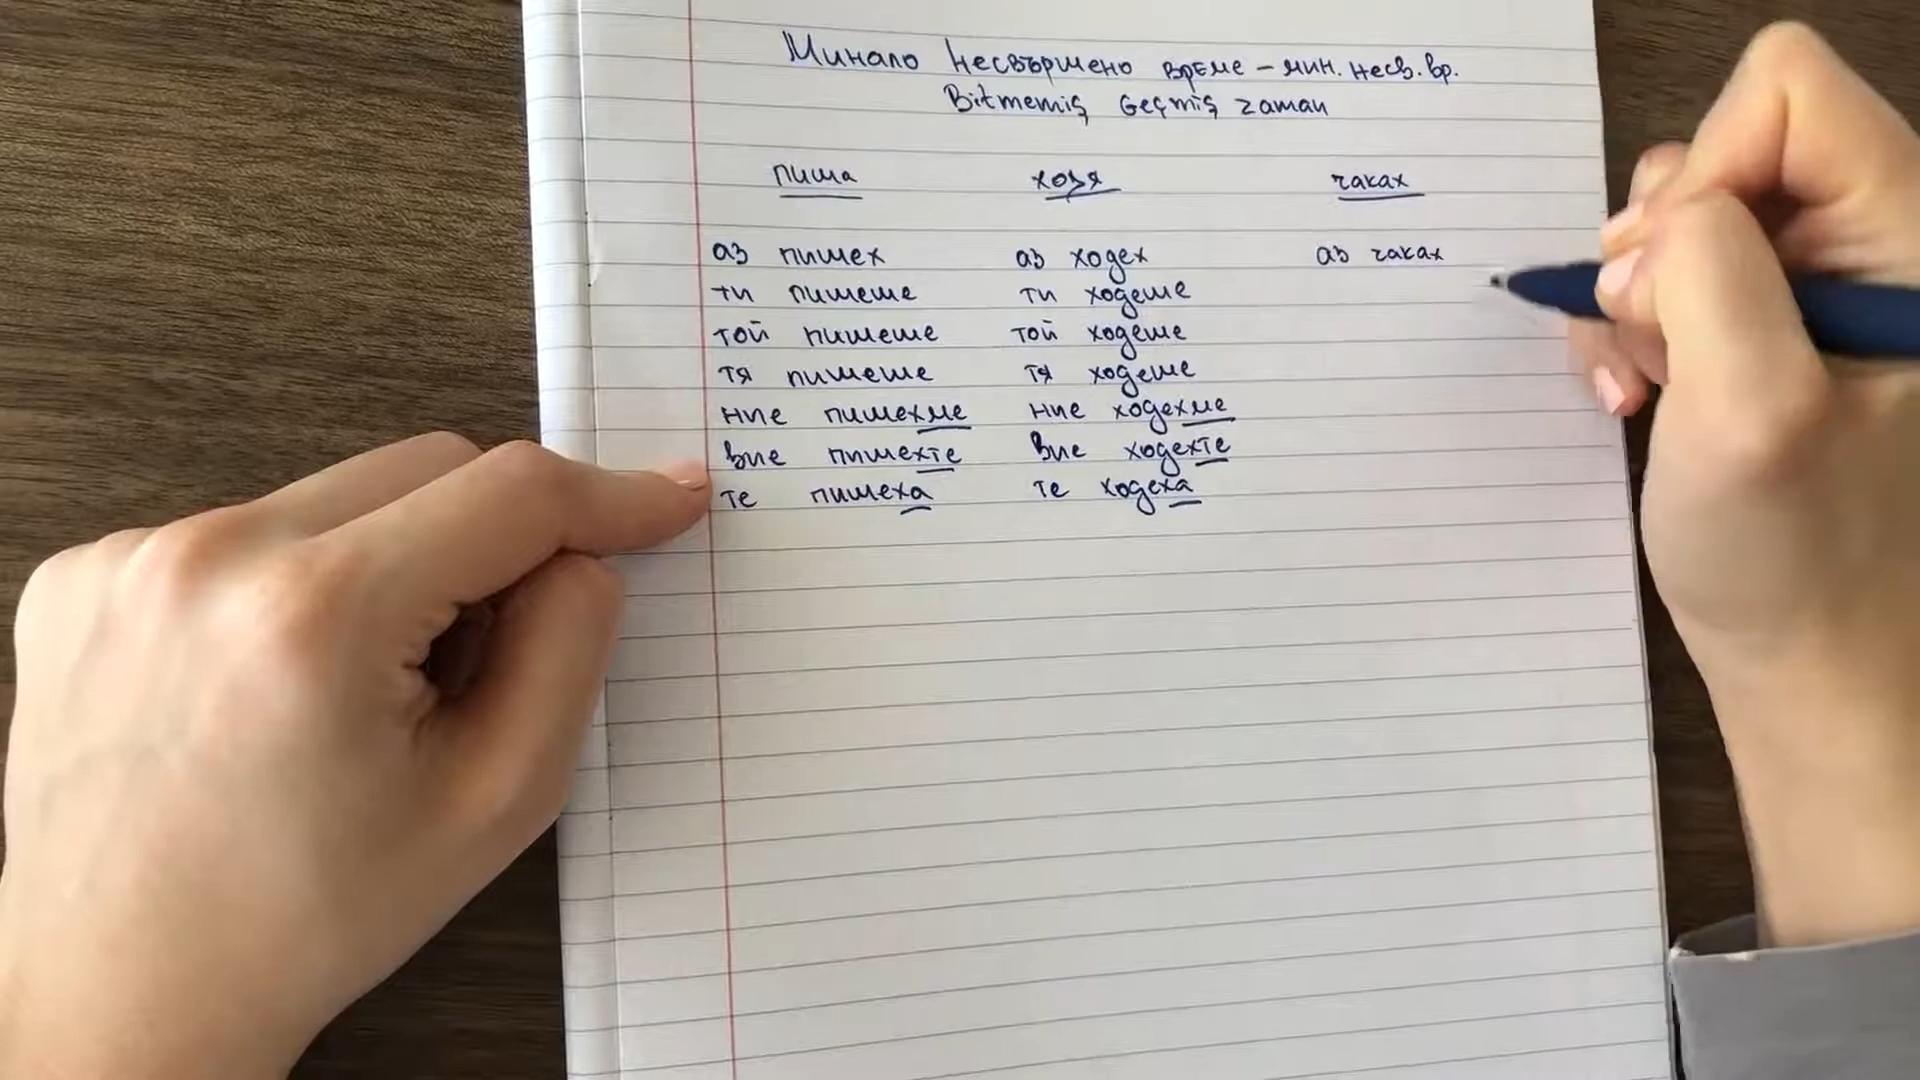 Минало Несвършено време - мин. несв. вр.
Bitmemiş Geçmiş zaman
пиша ходя чаках
аз пишех аз ходех аз чаках
ти пишеше ти ходеше
той пишеше той ходеше
тя пишеше тя ходеше
ние пишехме ние ходехме
вие пишехте вие ходехте
те пишеха те ходеха